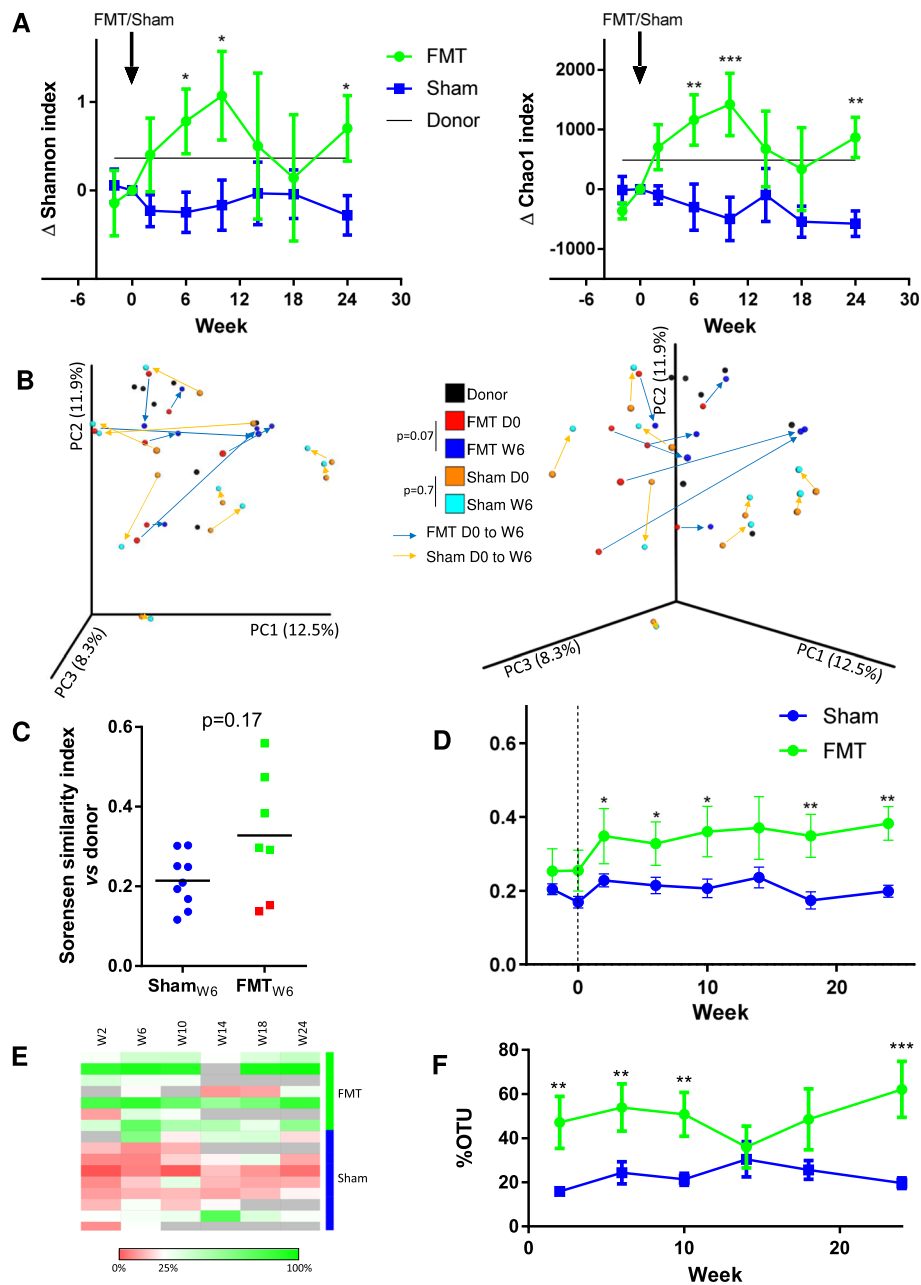 A
FMT/Sham
Δ Shannon index
1
0
* * *
-6 0 6 12 18 24 30
Week
FMT
Sham
Donor
FMT/Sham
Δ Chao1 index
2000
1000
0
-1000
** *** **
-6 0 6 12 18 24 30
Week
B
PC2 (11.9%)
PC1 (12.5%)
PC3 (8.3%)
Donor
FMT D0
p=0.07
FMT W6
Sham D0
p=0.7
Sham W6
FMT D0 to W6
Sham D0 to W6
PC2 (11.9%)
PC3 (8.3%)
PC1 (12.5%)
C
Sorensen similarity index
vs donor
p=0.17
0.6
0.4
0.2
0.0
ShamW6 FMTW6
D
Sham
FMT
0.6
0.4
0.2
0.0
* * * ** **
0 10 20
Week
E
W2 W6 W10 W14 W18 W24
FMT
Sham
0% 25% 100%
F
%OTU
80
60
40
20
0
** ** ** ***
0 10 20
Week